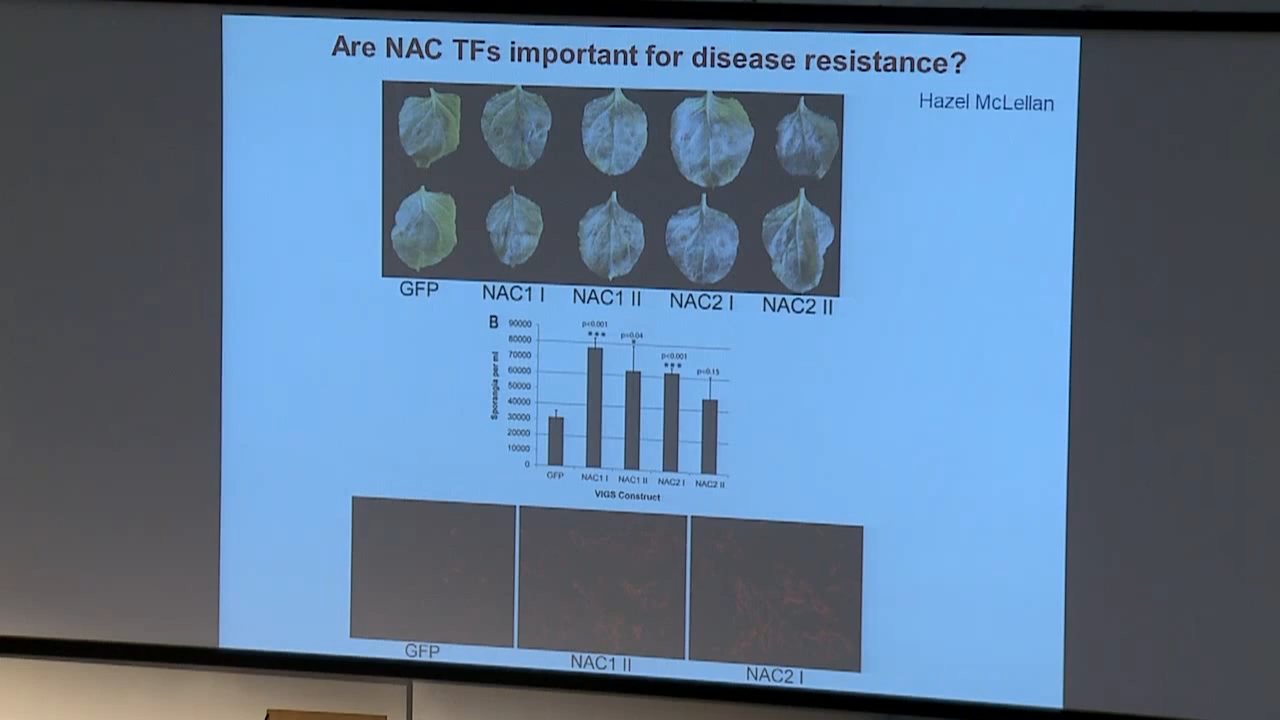 Are NAC TFs important for disease resistance?
Hazel McLellan
GFP NAC1 I NAC1 II NAC2 I NAC2 II
B
Sporangia per ml
90000
80000
70000
60000
50000
40000
30000
20000
10000
0
p<0.001
***
p=0.04
*
p<0.001
***
p=0.15
GFP NAC1 I NAC1 II NAC2 I NAC2 II
VIGS Construct
GFP NAC1 II NAC2 I